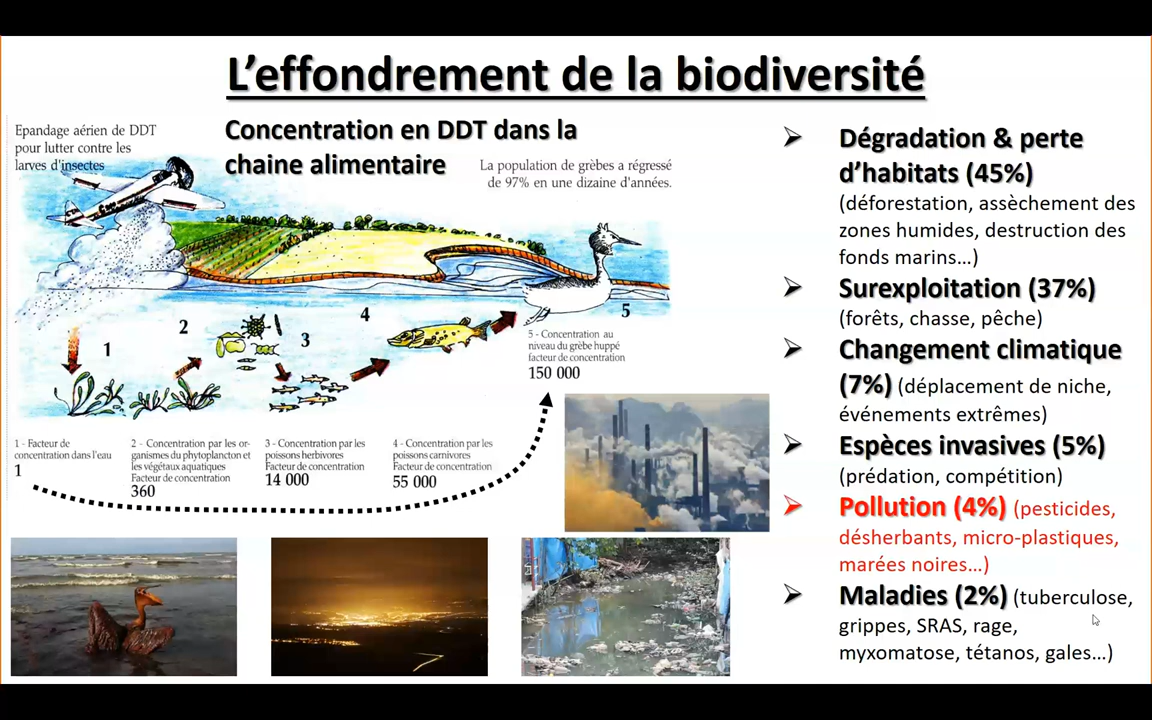 L'effondrement de la biodiversité
Epandage aérien de DDT
pour lutter contre les
larves d'insectes
Concentration en DDT dans la
chaine alimentaire
La population de grèbes a régressé
de 97% en une dizaine d'années.
1
2
3
4
5
5 - Concentration au
niveau du grèbe huppé
facteur de concentration
150 000
1 - Facteur de
concentration dans l'eau
1
2 - Concentration par les or-
ganismes du phytoplancton et
les végétaux aquatiques
Facteur de concentration
360
3 - Concentration par les
poissons herbivores
Facteur de concentration
14 000
4 - Concentration par les
poissons carnivores
Facteur de concentration
55 000
➢ Dégradation & perte
d'habitats (45%)
(déforestation, assèchement des
zones humides, destruction des
fonds marins…)
➢ Surexploitation (37%)
(forêts, chasse, pêche)
➢ Changement climatique
(7%) (déplacement de niche,
événements extrêmes)
➢ Espèces invasives (5%)
(prédation, compétition)
➢ Pollution (4%) (pesticides,
désherbants, micro-plastiques,
marées noires…)
➢ Maladies (2%) (tuberculose,
grippes, SRAS, rage,
myxomatose, tétanos, gales…)